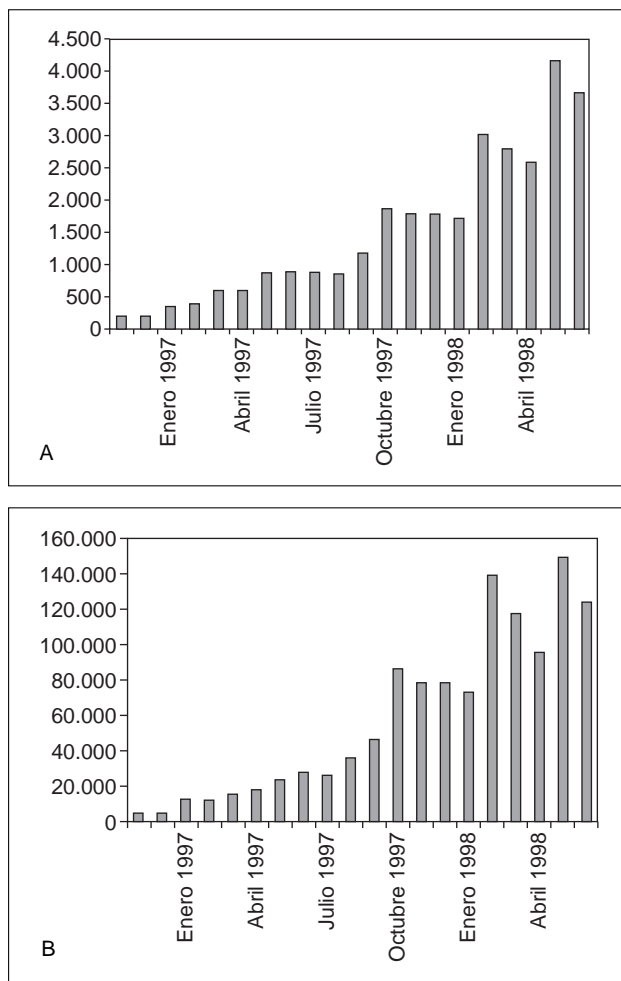 4.500
4.000
3.500
3.000
2.500
2.000
1.500
1.000
500
0
Enero 1997
Abril 1997
Julio 1997
Octubre 1997
Enero 1998
Abril 1998
A
160.000
140.000
120.000
100.000
80.000
60.000
40.000
20.000
0
Enero 1997
Abril 1997
Julio 1997
Octubre 1997
Enero 1998
Abril 1998
B